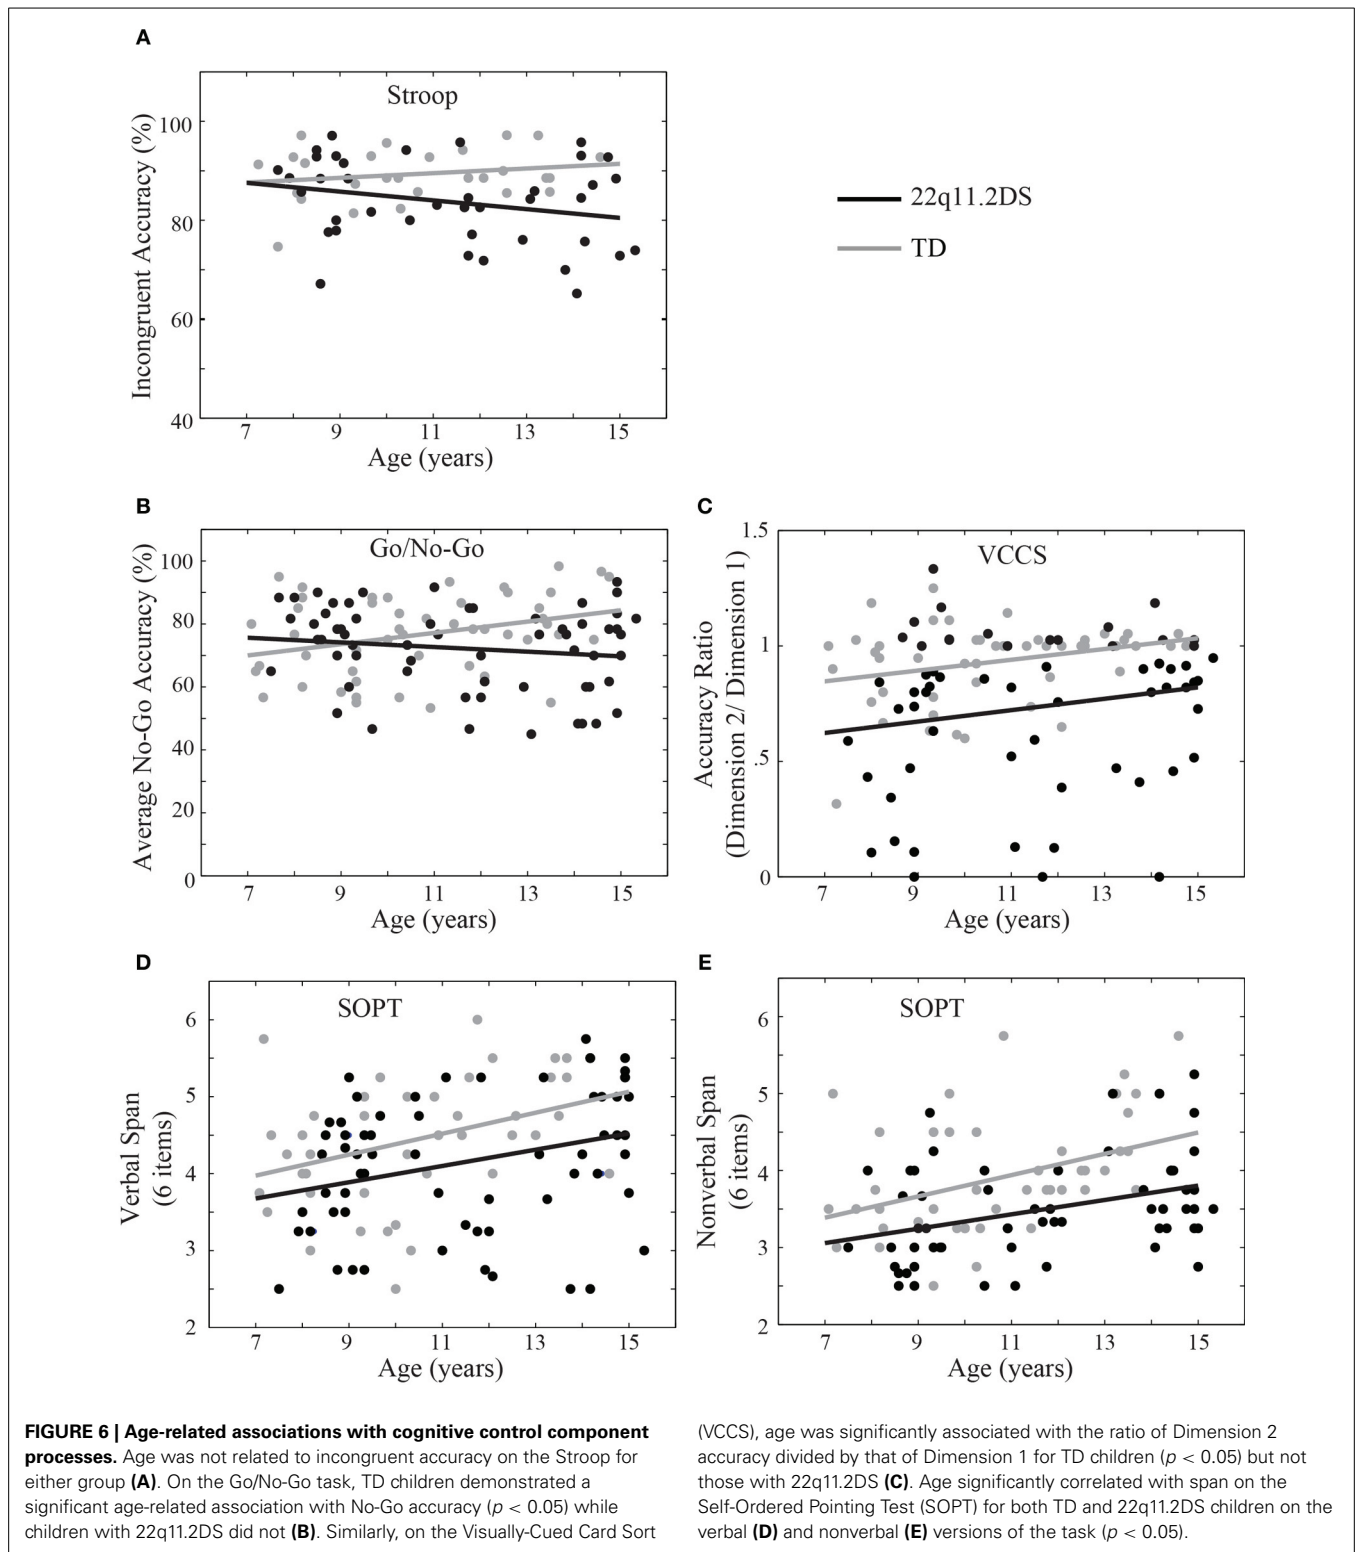 A
Stroop
Incongruent Accuracy (%)
100
80
60
40
7 9 11 13 15
Age (years)
22q11.2DS
TD
B
Go/No-Go
Average No-Go Accuracy (%)
100
80
60
40
20
0
7 9 11 13 15
Age (years)
C
VCCS
Accuracy Ratio
(Dimension 2/ Dimension 1)
1.5
1
.5
0
7 9 11 13 15
Age (years)
D
SOPT
Verbal Span
(6 items)
6
5
4
3
2
7 9 11 13 15
Age (years)
E
SOPT
Nonverbal Span
(6 items)
6
5
4
3
2
7 9 11 13 15
Age (years)
FIGURE 6 | Age-related associations with cognitive control component
processes. Age was not related to incongruent accuracy on the Stroop for
either group (A). On the Go/No-Go task, TD children demonstrated a
significant age-related association with No-Go accuracy (p < 0.05) while
children with 22q11.2DS did not (B). Similarly, on the Visually-Cued Card Sort
(VCCS), age was significantly associated with the ratio of Dimension 2
accuracy divided by that of Dimension 1 for TD children (p < 0.05) but not
those with 22q11.2DS (C). Age significantly correlated with span on the
Self-Ordered Pointing Test (SOPT) for both TD and 22q11.2DS children on the
verbal (D) and nonverbal (E) versions of the task (p < 0.05).